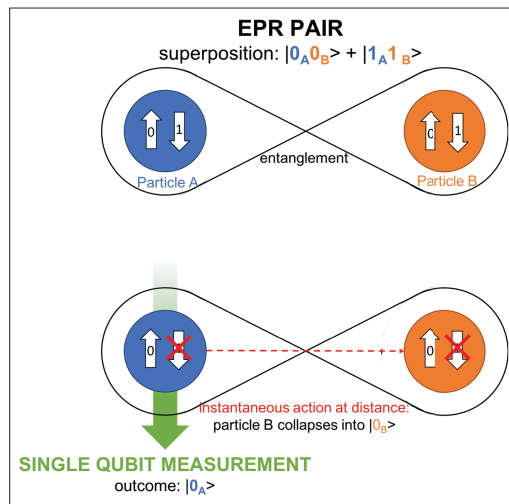 EPR PAIR
superposition: |0A0B> + |1A1B>
0 1 0 1
entanglement
Particle A Particle B
0 0
Instantaneous action at distance:
particle B collapses into |0B>
SINGLE QUBIT MEASUREMENT
outcome: |0A>